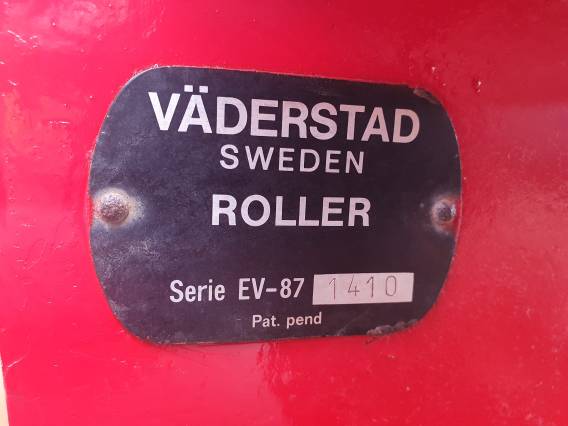 VÄDERSTAD
SWEDEN
ROLLER
Serie EV-87 1410
Pat. pend